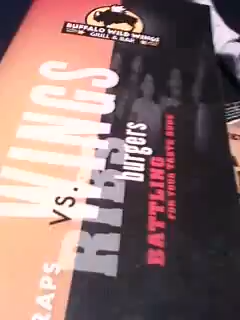 BUFFALO WILD WINGS
GRILL & BAR
WINGS
vs.
RIBS
burgers
BATTLING
FOR YOUR TASTE BUDS
RAPS